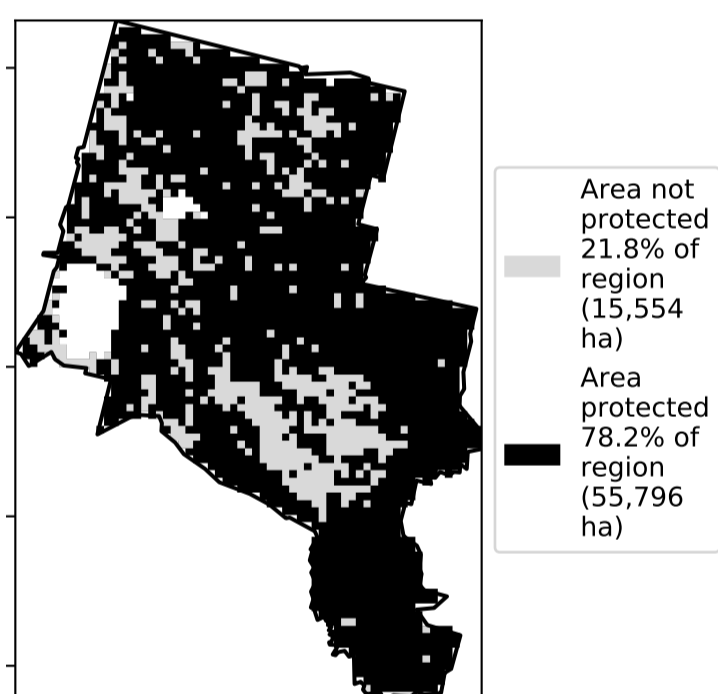 Area not
protected
21.8% of
region
(15,554
ha)
Area
protected
78.2% of
region
(55,796
ha)